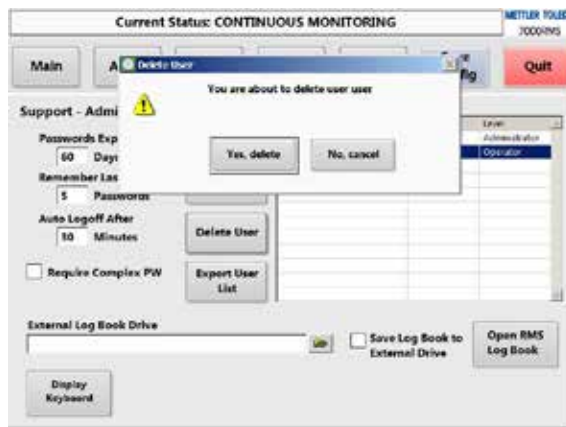 Current Status: CONTINUOUS MONITORING
METTLER TOLEDO
7000RMS
Main
A
Delete User
fig
Quit
You are about to delete user user
Yes, delete
No, cancel
Support - Admi
Passwords Exp
60 Days
Remember Las
5 Passwords
Auto Logoff After
10 Minutes
Require Complex PW
Delete User
Export User
List
Level
Administrator
Operator
External Log Book Drive
Save Log Book to
External Drive
Open RMS
Log Book
Display
Keyboard